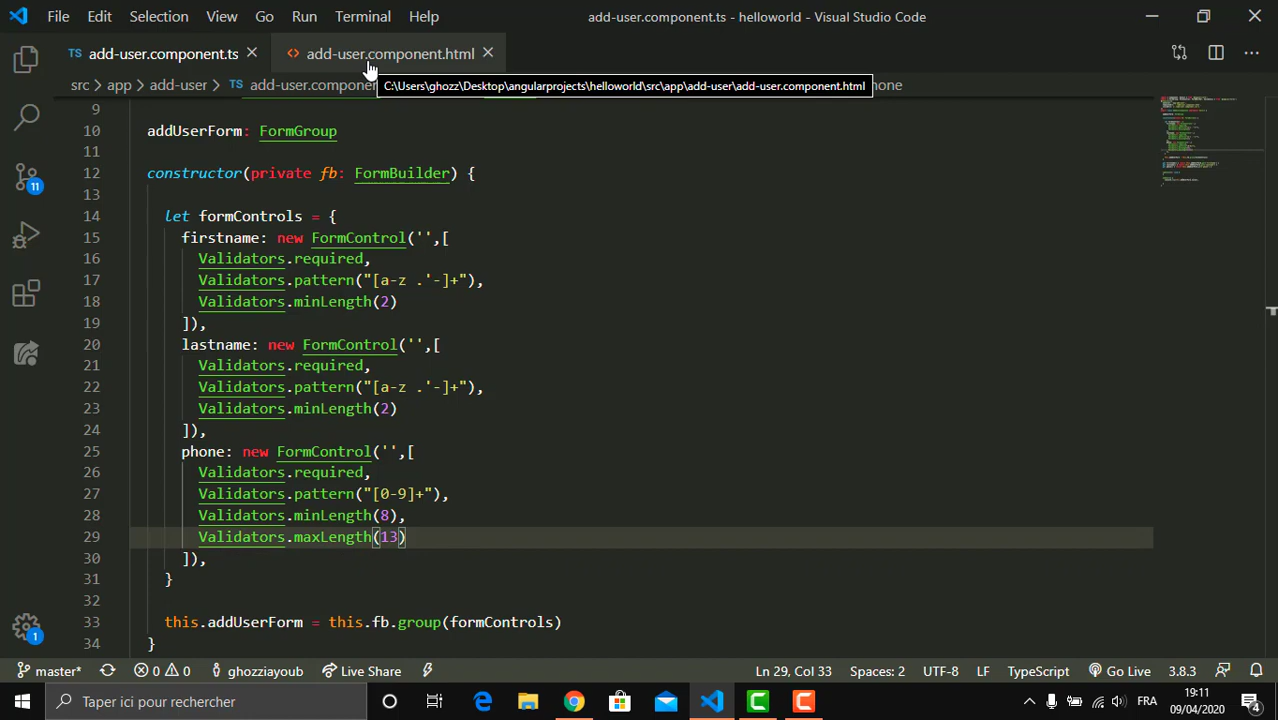 File Edit Selection View Go Run Terminal Help add-user.component.ts - helloworld - Visual Studio Code
TS add-user.component.ts <> add-user.component.html
src > app > add-user > TS add-user.componen
C:\Users\ghozz\Desktop\angularprojects\helloworld\src\app\add-user\add-user.component.html
one
9
10 addUserForm: FormGroup
11
12 constructor(private fb: FormBuilder) {
13
14 let formControls = {
15 firstname: new FormControl('',[
16 Validators.required,
17 Validators.pattern("[a-z .'-]+"),
18 Validators.minLength(2)
19 ]),
20 lastname: new FormControl('',[
21 Validators.required,
22 Validators.pattern("[a-z .'-]+"),
23 Validators.minLength(2)
24 ]),
25 phone: new FormControl('',[
26 Validators.required,
27 Validators.pattern("[0-9]+"),
28 Validators.minLength(8),
29 Validators.maxLength(13)
30 ]),
31 }
32
33 this.addUserForm = this.fb.group(formControls)
34 }
11
1
master* 0 0 ghozziayoub Live Share Ln 29, Col 33 Spaces: 2 UTF-8 LF TypeScript Go Live 3.8.3
Taper ici pour rechercher
FRA
19:11
09/04/2020
4